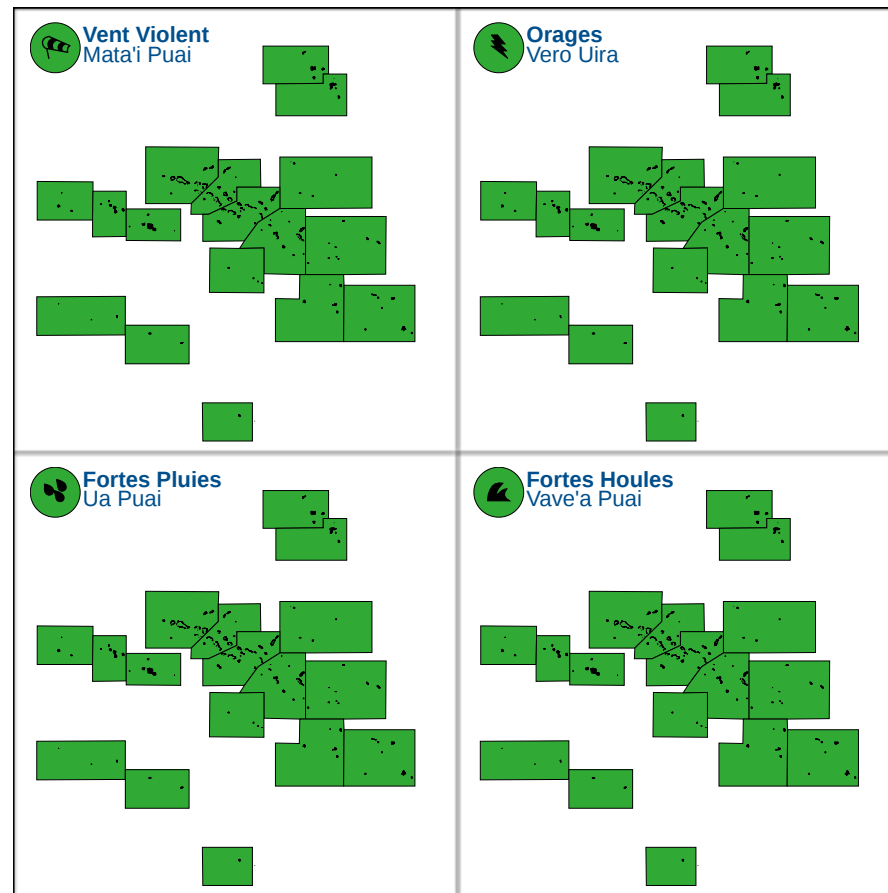 Vent Violent
Mata'i Puai
Orages
Vero Uira
Fortes Pluies
Ua Puai
Fortes Houles
Vave'a Puai